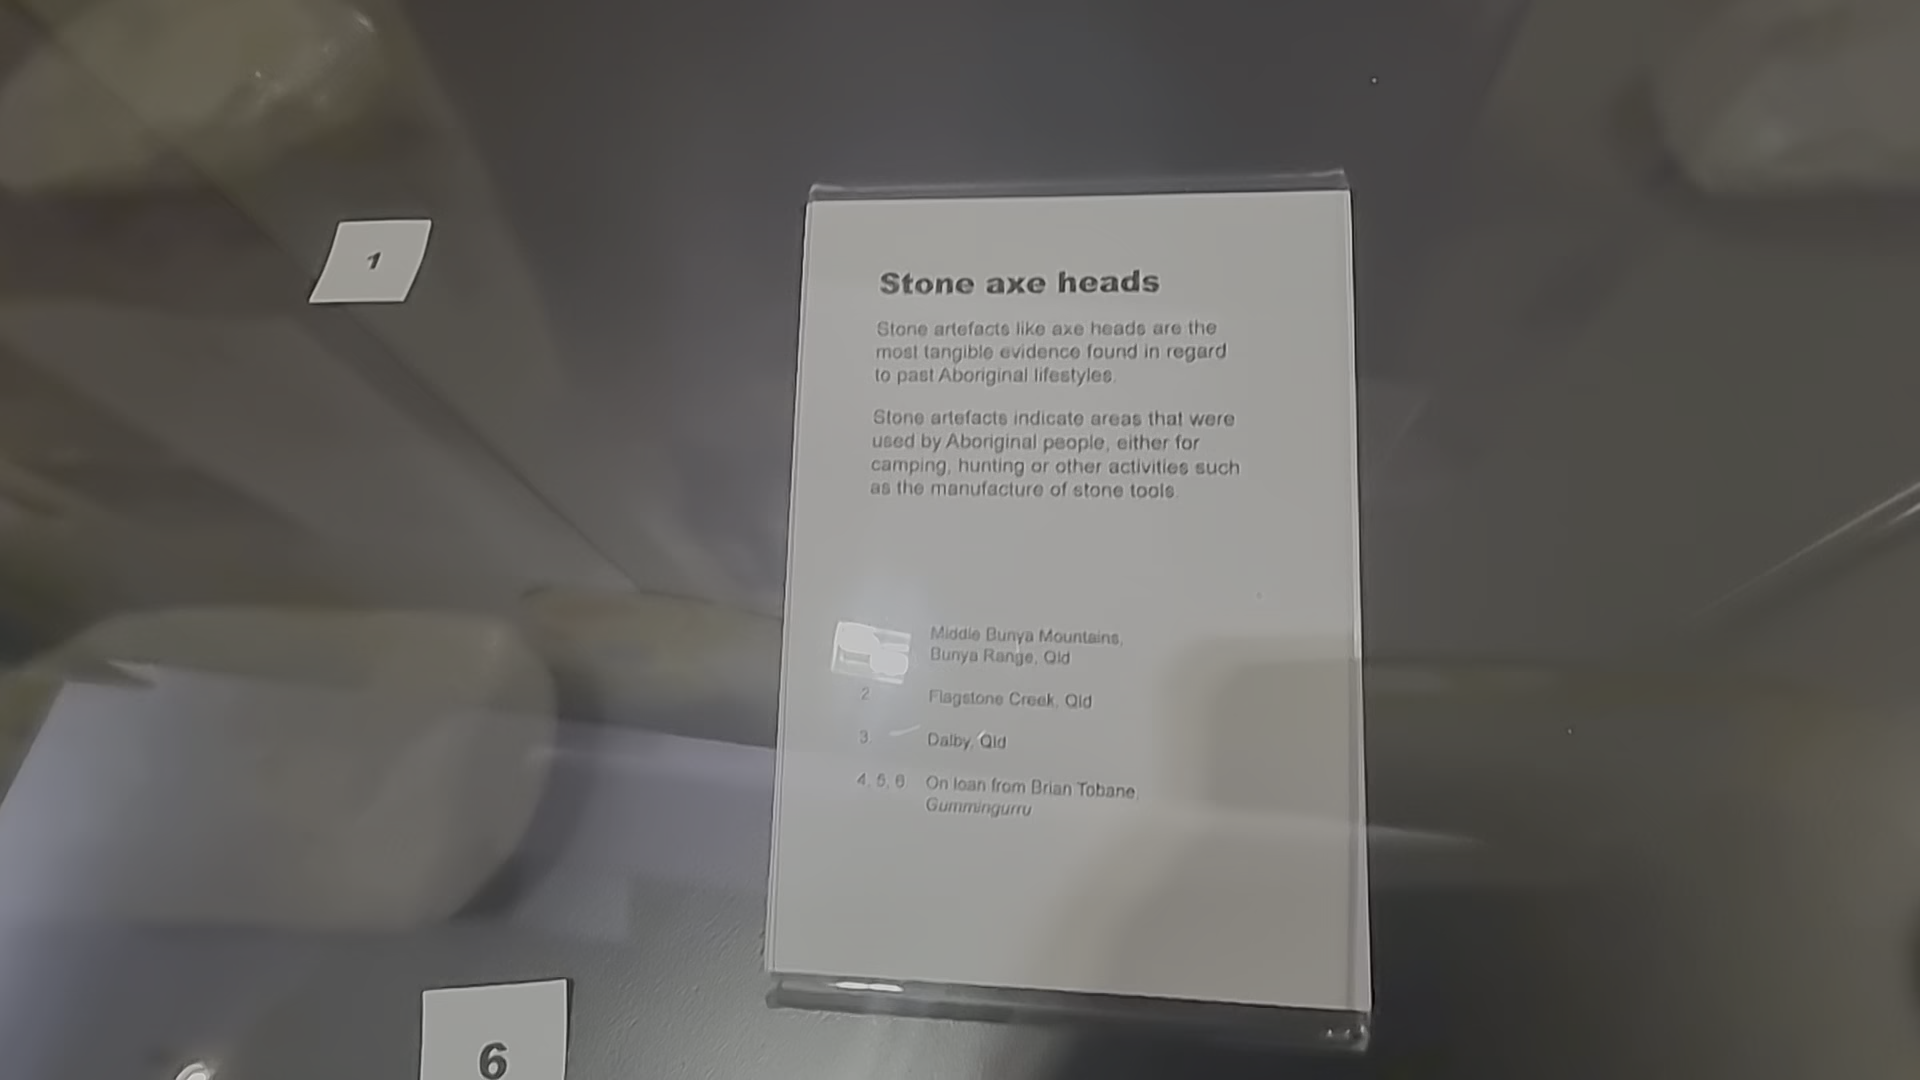 1
Stone axe heads
Stone artefacts like axe heads are the
most tangible evidence found in regard
to past Aboriginal lifestyles.
Stone artefacts indicate areas that were
used by Aboriginal people, either for
camping, hunting or other activities such
as the manufacture of stone tools.
Middle Bunya Mountains,
Bunya Range, Qld
2 Flagstone Creek, Qld
3. Dalby, Qld
4, 5, 6. On loan from Brian Tobane,
Gummingurru
6